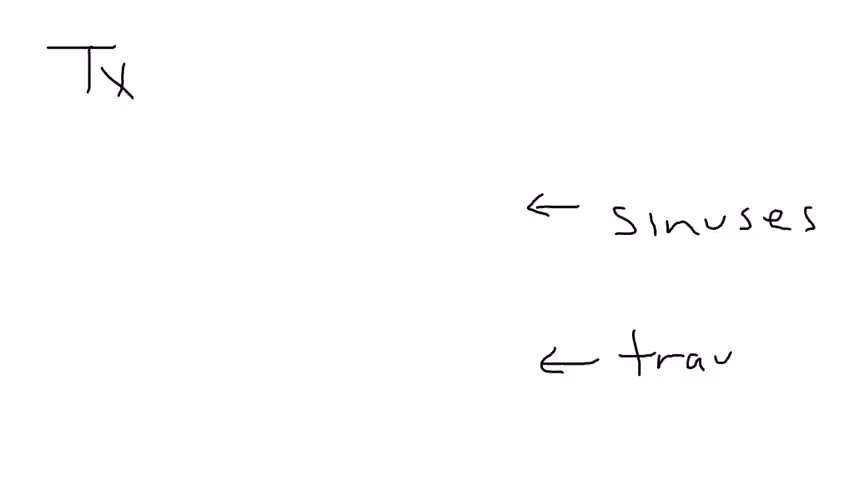 Tx
← sinuses
← trau